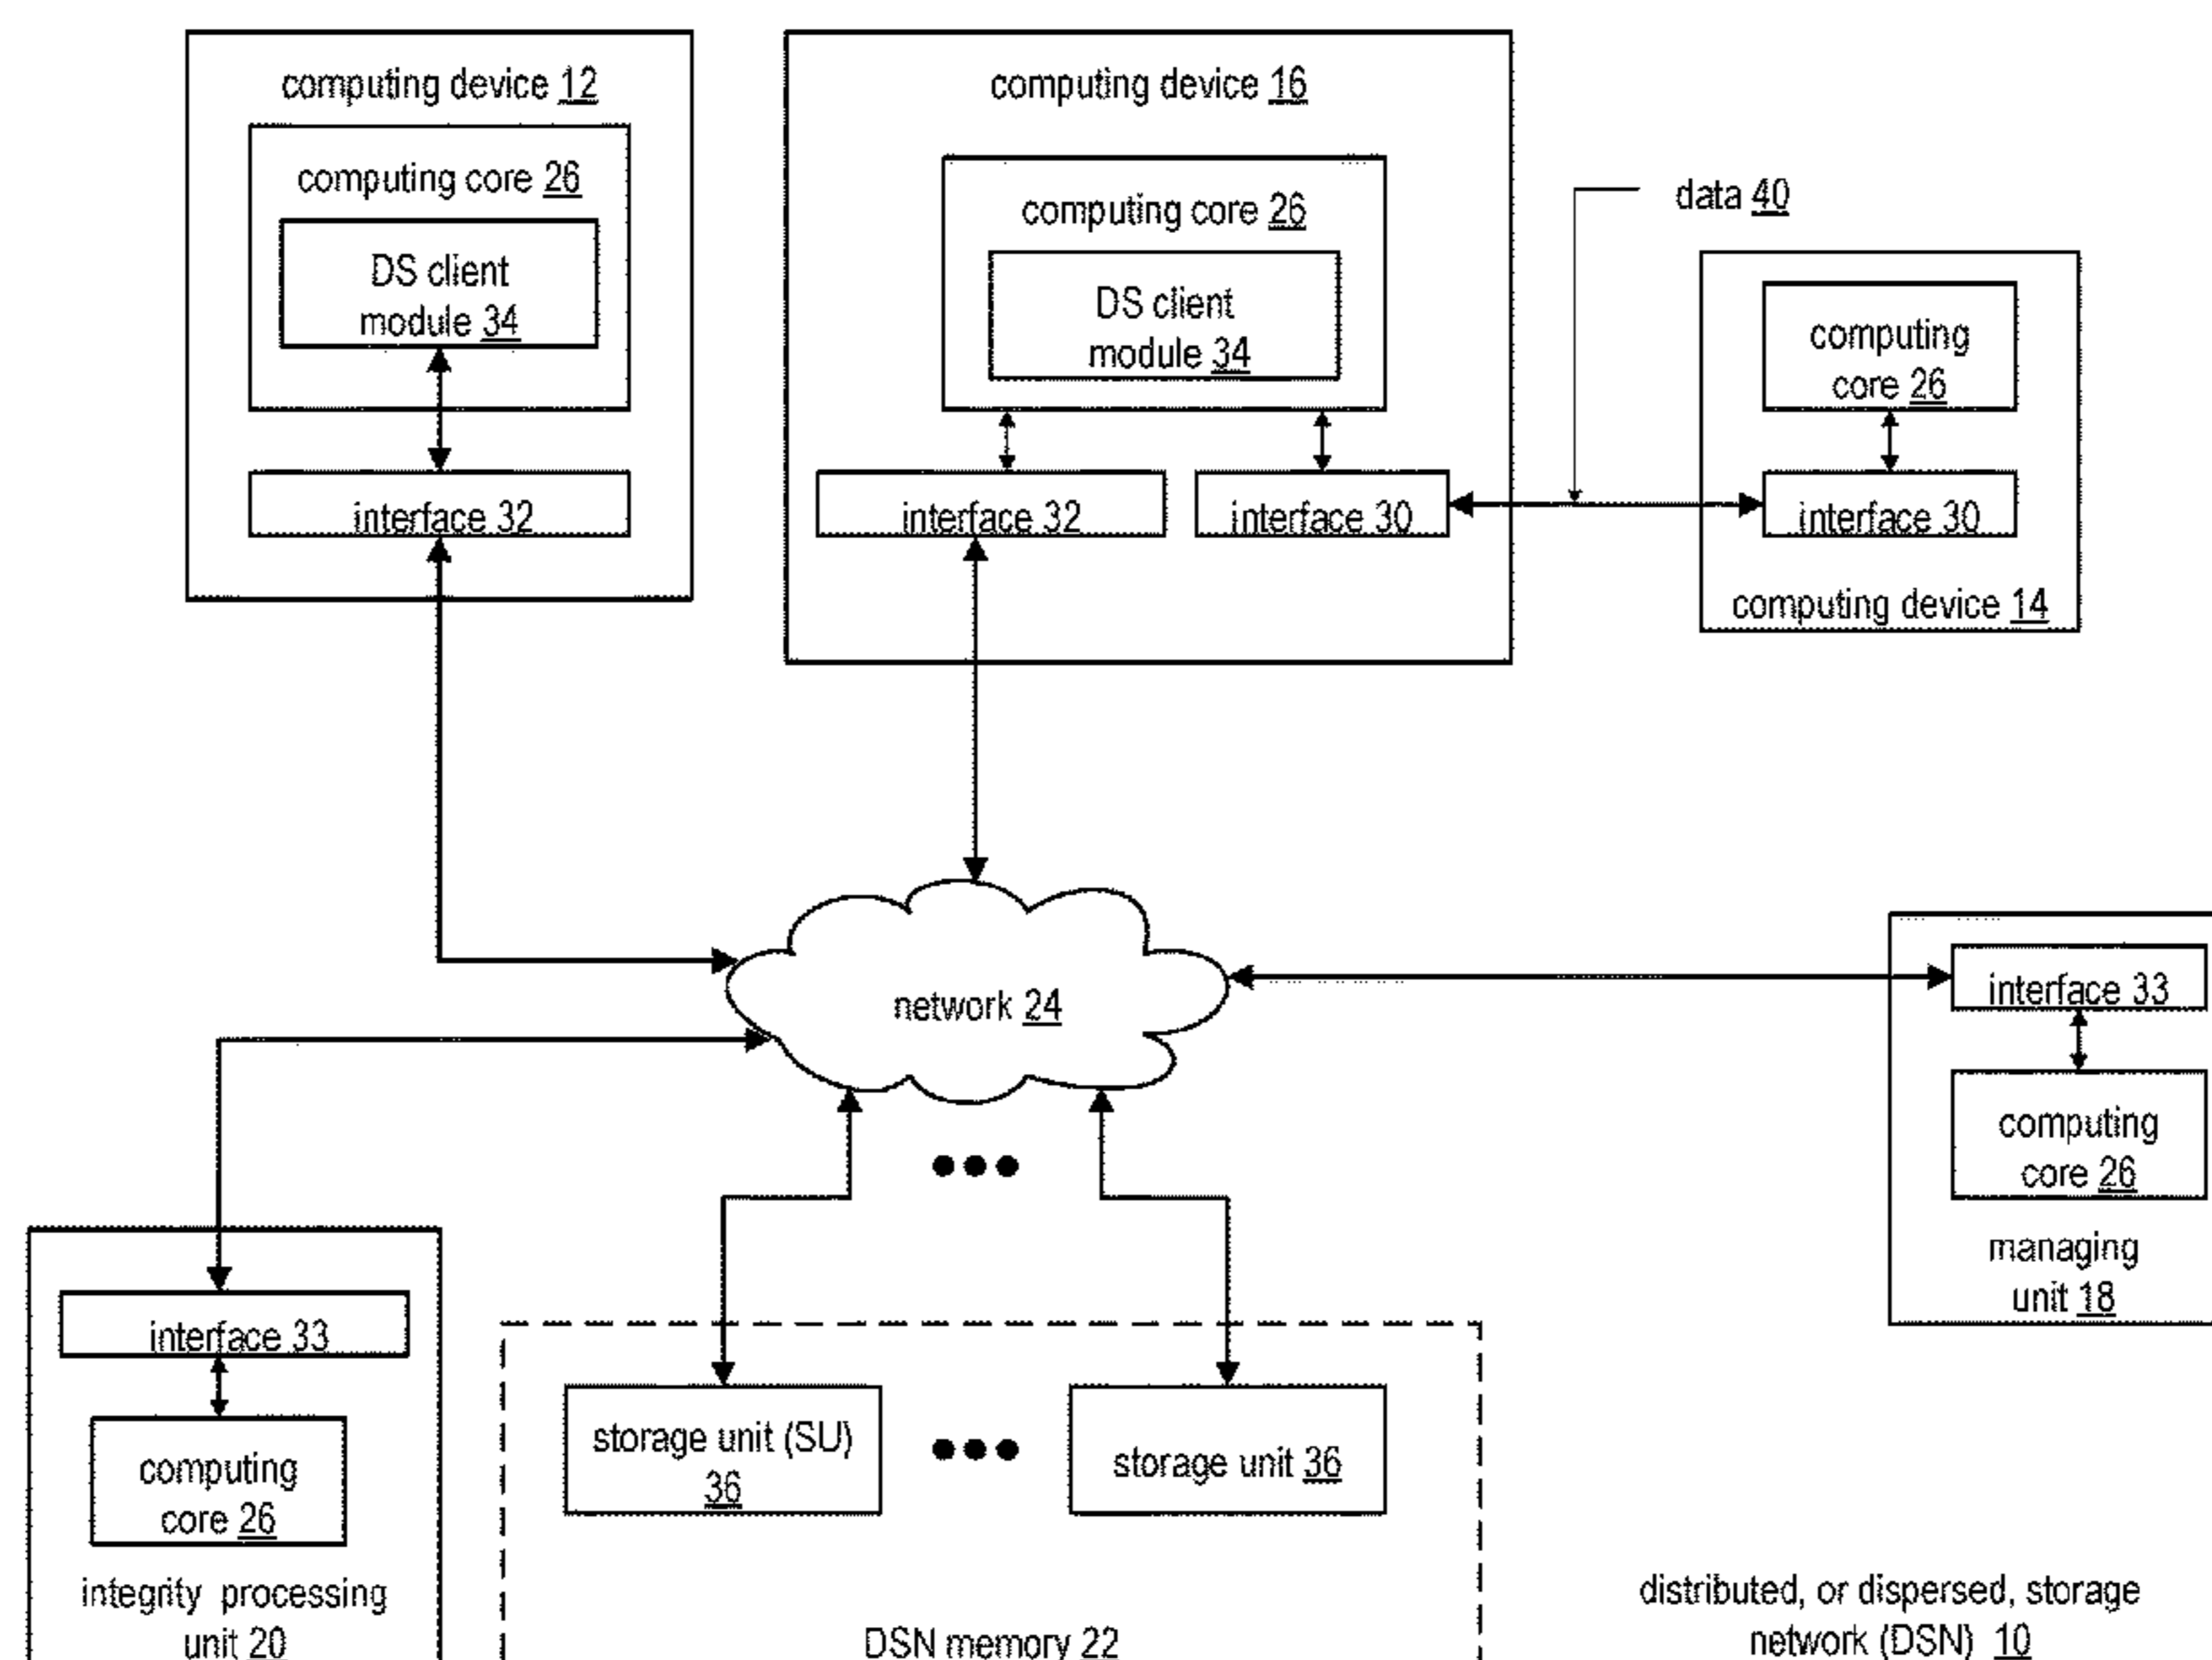 computing device 12
computing core 26
DS client
module 34
interface 32
computing device 16
computing core 26
DS client
module 34
interface 32
interface 30
data 40
computing
core 26
interface 30
computing device 14
network 24
interface 33
computing
core 26
managing
unit 18
interface 33
computing
core 26
integrity processing
unit 20
storage unit (SU)
36
storage unit 36
DSN memory 22
distributed, or dispersed, storage
network (DSN) 10